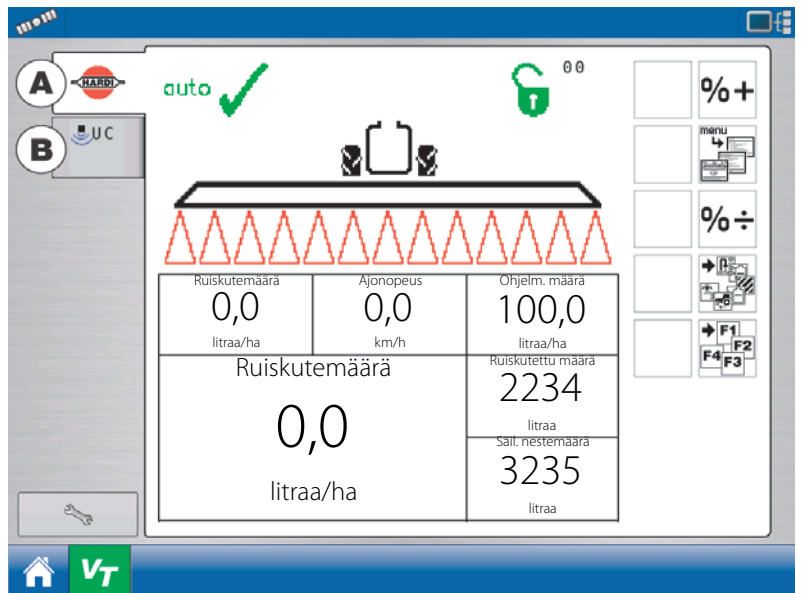 A
HARDI
auto
00
%+
B
UC
menu
%÷
Ruiskutemäärä
Ajonopeus
Ohjelm. määrä
0,0
0,0
100,0
litraa/ha
km/h
litraa/ha
F1
F2
F4
F3
Ruiskutemäärä
Ruiskutettu määrä
2234
0,0
litraa
Säil. nestemäärä
3235
litraa/ha
litraa
VT